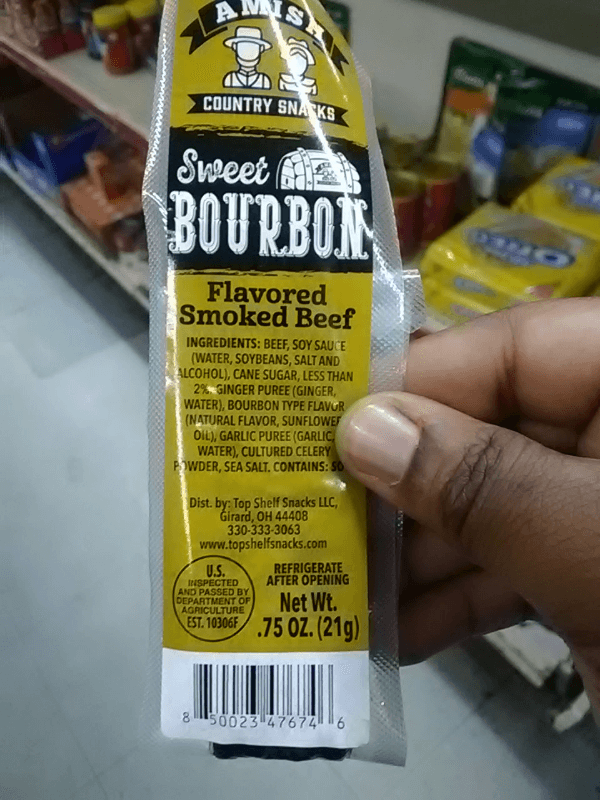 AMISH
COUNTRY SNACKS
Sweet
BOURBON
Flavored
Smoked Beef
INGREDIENTS: BEEF, SOY SAUCE
(WATER, SOYBEANS, SALT AND
ALCOHOL), CANE SUGAR, LESS THAN
2% GINGER PUREE (GINGER,
WATER), BOURBON TYPE FLAVOR
(NATURAL FLAVOR, SUNFLOWER
OIL), GARLIC PUREE (GARLIC,
WATER), CULTURED CELERY
POWDER, SEA SALT. CONTAINS:
Dist. by: Top Shelf Snacks LLC,
Girard, OH 44408
330-333-3063
www.topshelfsnacks.com
U.S.
INSPECTED
AND PASSED BY
DEPARTMENT OF
AGRICULTURE
EST. 10306F
REFRIGERATE
AFTER OPENING
Net Wt.
.75 OZ. (21g)
8 50023 47674 6